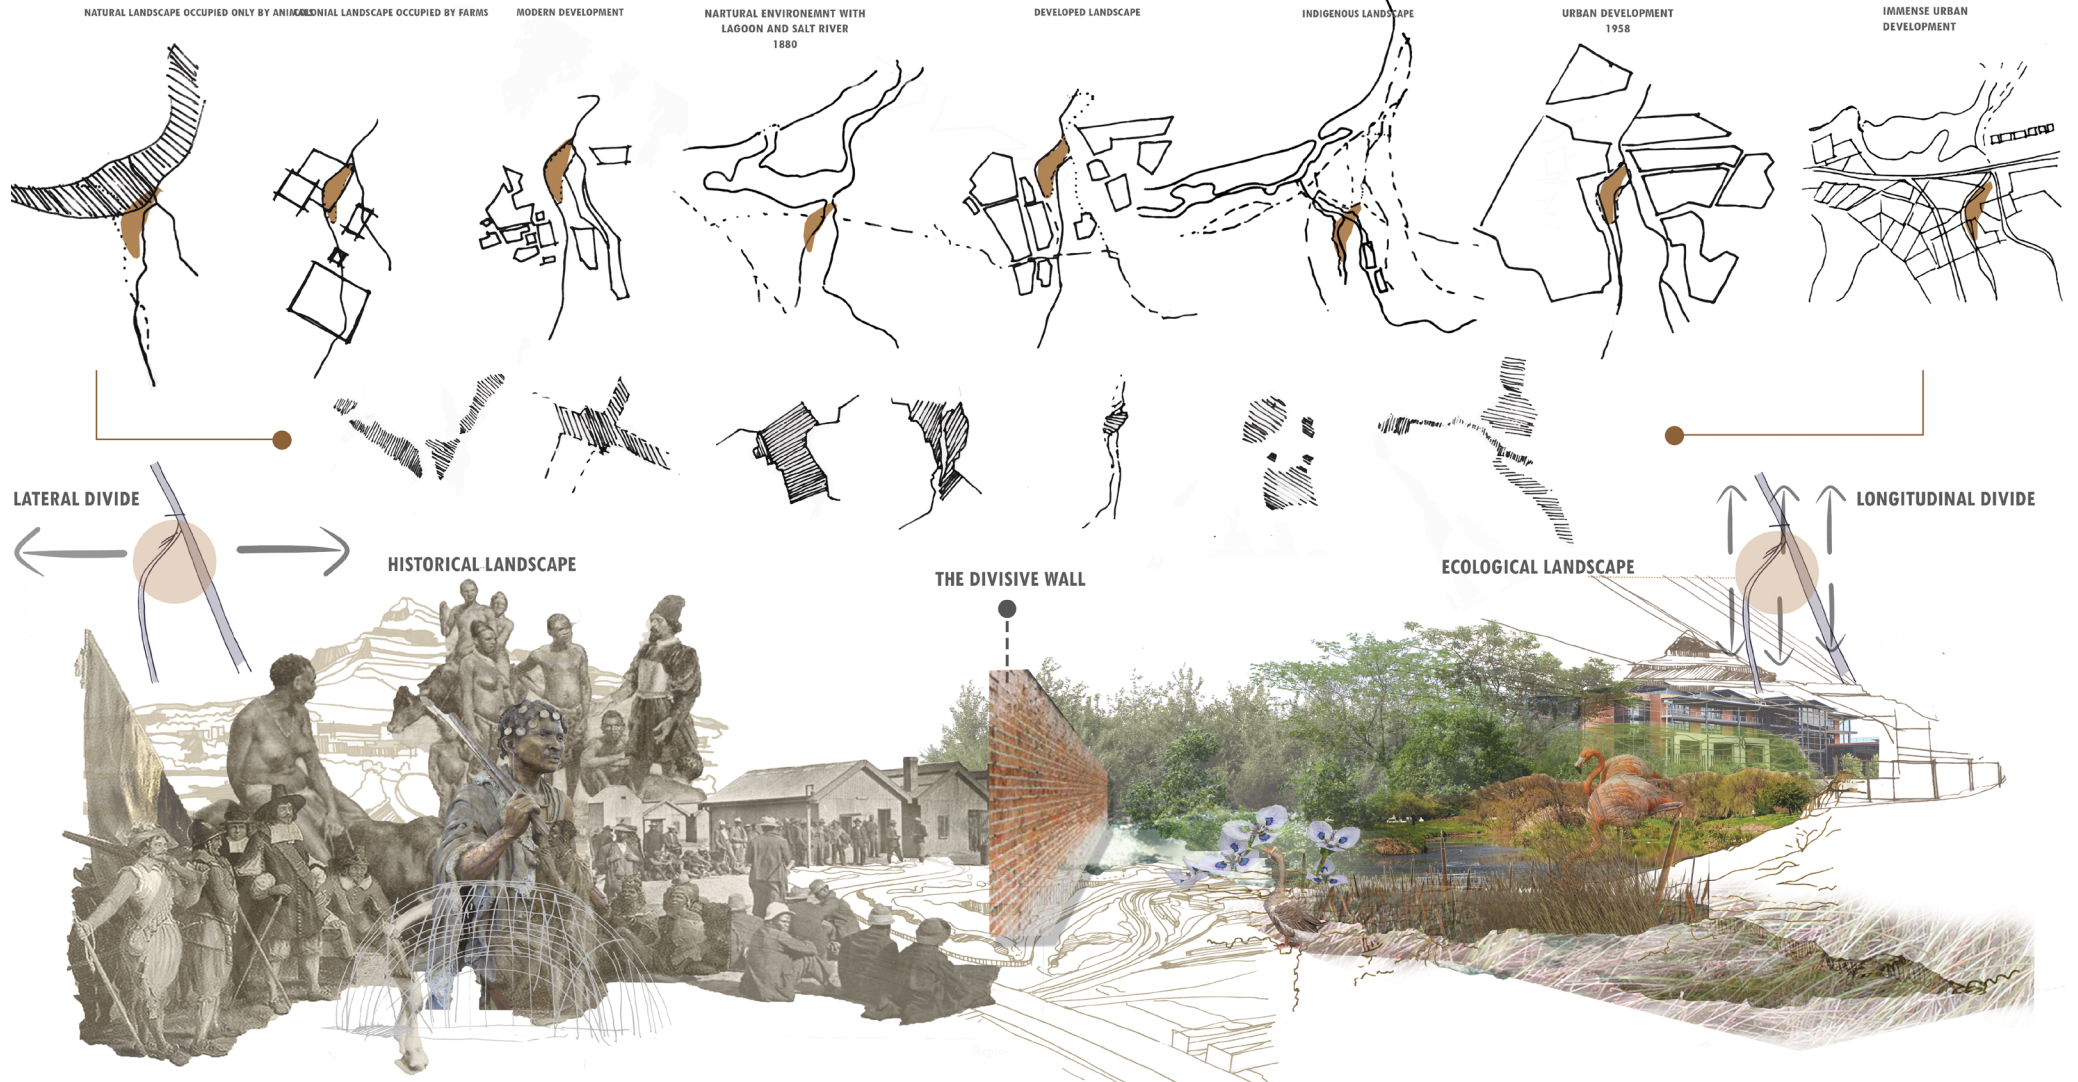 NATURAL LANDSCAPE OCCUPIED ONLY BY ANIMALS
COLONIAL LANDSCAPE OCCUPIED BY FARMS
MODERN DEVELOPMENT
NARTURAL ENVIRONEMNT WITH
LAGOON AND SALT RIVER
1880
DEVELOPED LANDSCAPE
INDIGENOUS LANDSCAPE
URBAN DEVELOPMENT
1958
IMMENSE URBAN
DEVELOPMENT
LATERAL DIVIDE
LONGITUDINAL DIVIDE
HISTORICAL LANDSCAPE
THE DIVISIVE WALL
ECOLOGICAL LANDSCAPE